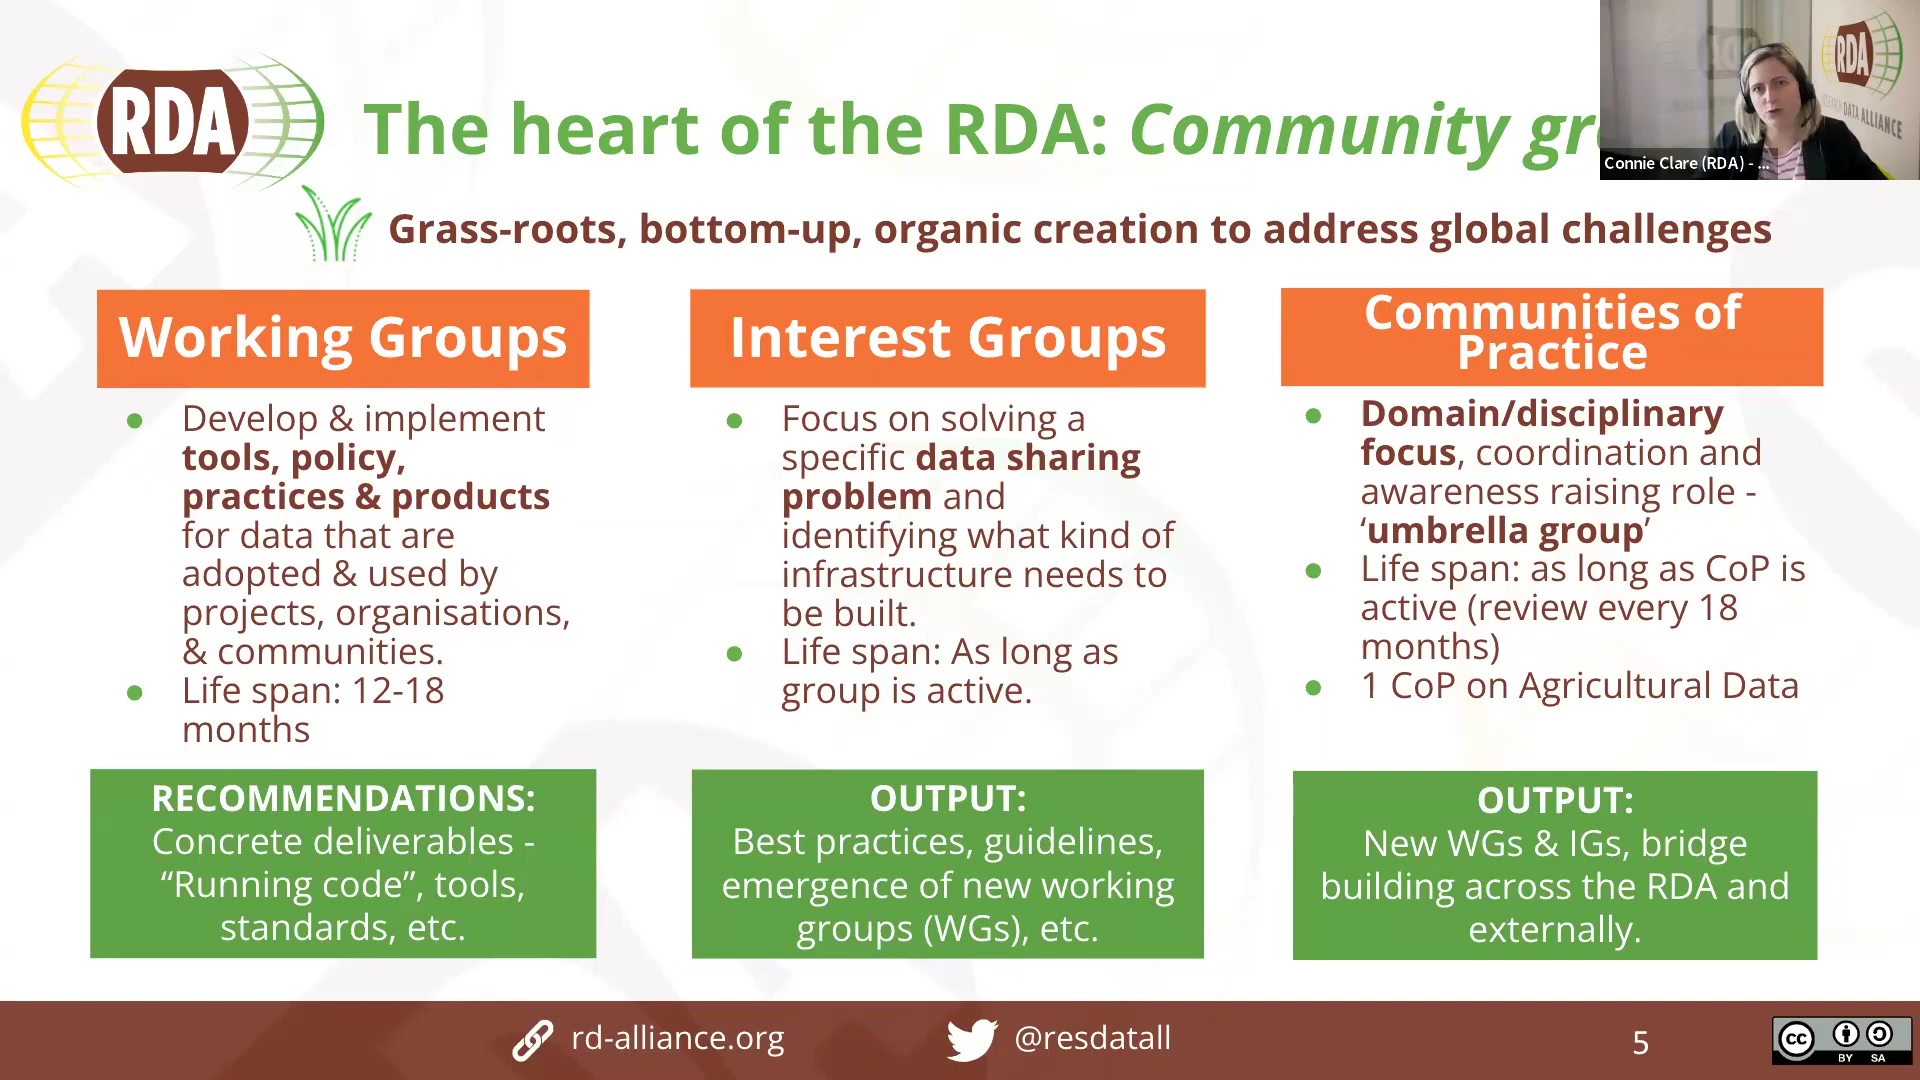 RDA
The heart of the RDA: Community gr
RDA
DATA ALLIANCE
Connie Clare (RDA) - ...
Grass-roots, bottom-up, organic creation to address global challenges
Working Groups
● Develop & implement
tools, policy,
practices & products
for data that are
adopted & used by
projects, organisations,
& communities.
● Life span: 12-18
months
RECOMMENDATIONS:
Concrete deliverables -
“Running code”, tools,
standards, etc.
Interest Groups
● Focus on solving a
specific data sharing
problem and
identifying what kind of
infrastructure needs to
be built.
● Life span: As long as
group is active.
OUTPUT:
Best practices, guidelines,
emergence of new working
groups (WGs), etc.
Communities of
Practice
● Domain/disciplinary
focus, coordination and
awareness raising role -
‘umbrella group’
● Life span: as long as CoP is
active (review every 18
months)
● 1 CoP on Agricultural Data
OUTPUT:
New WGs & IGs, bridge
building across the RDA and
externally.
rd-alliance.org
@resdatall
5
cc
BY SA